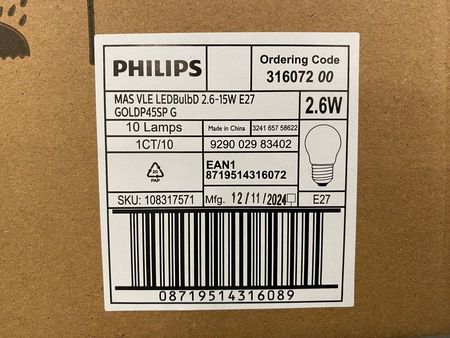 PHILIPS
Ordering Code
316072 00
MAS VLE LEDBulbD 2.6-15W E27
GOLDP45SP G
2.6W
10 Lamps
Made in China
3241 657 58622
1CT/10
9290 029 83402
20
PAP
EAN1
8719514316072
SKU: 108317571
Mfg. 12/11/2024
E27
08719514316089